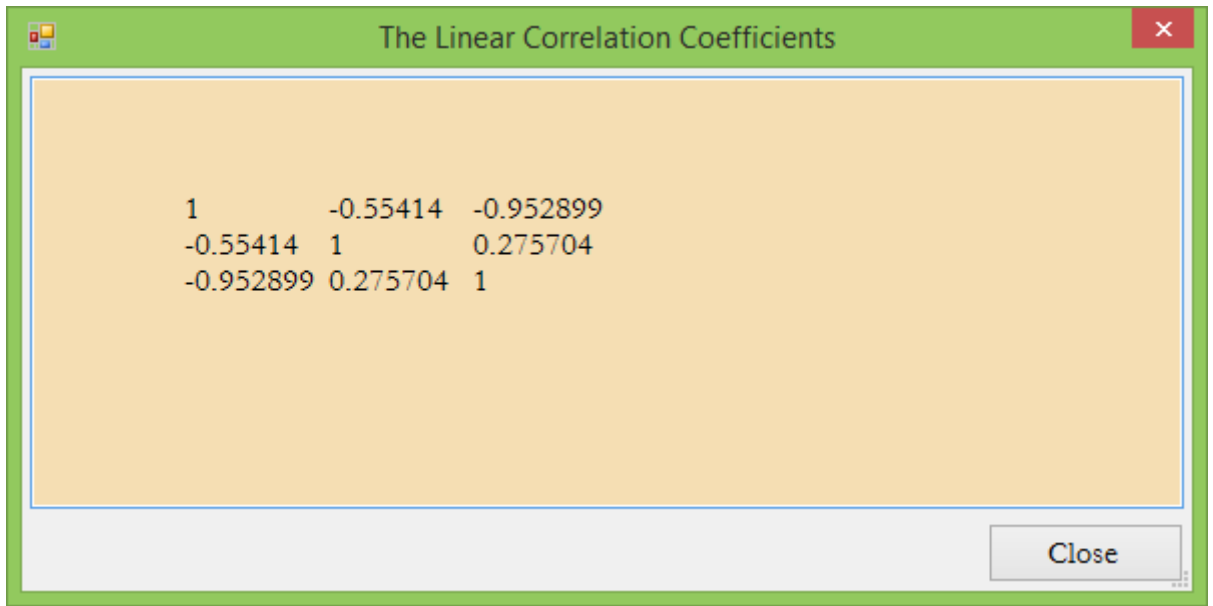 The Linear Correlation Coefficients
1 -0.55414 -0.952899
-0.55414 1 0.275704
-0.952899 0.275704 1
Close